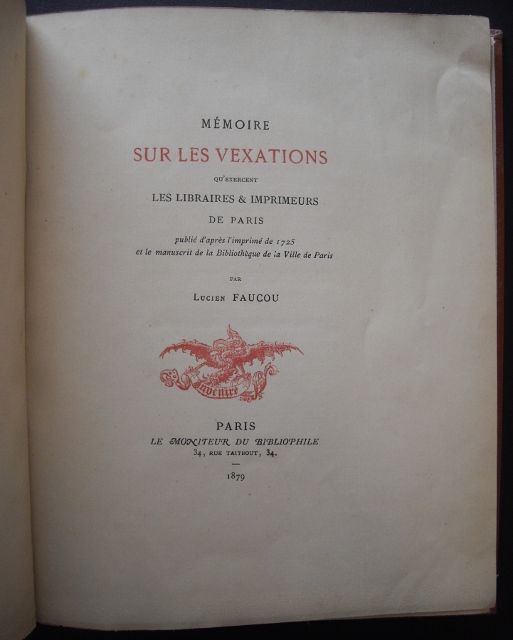 MÉMOIRE
SUR LES VEXATIONS
QU'EXERCENT
LES LIBRAIRES & IMPRIMEURS
DE PARIS
publié d'après l'imprimé de 1725
et le manuscrit de la Bibliothèque de la Ville de Paris
PAR
LUCIEN FAUCOU
invenire
PARIS
LE MONITEUR DU BIBLIOPHILE
34, RUE TAITBOUT, 34.
1879